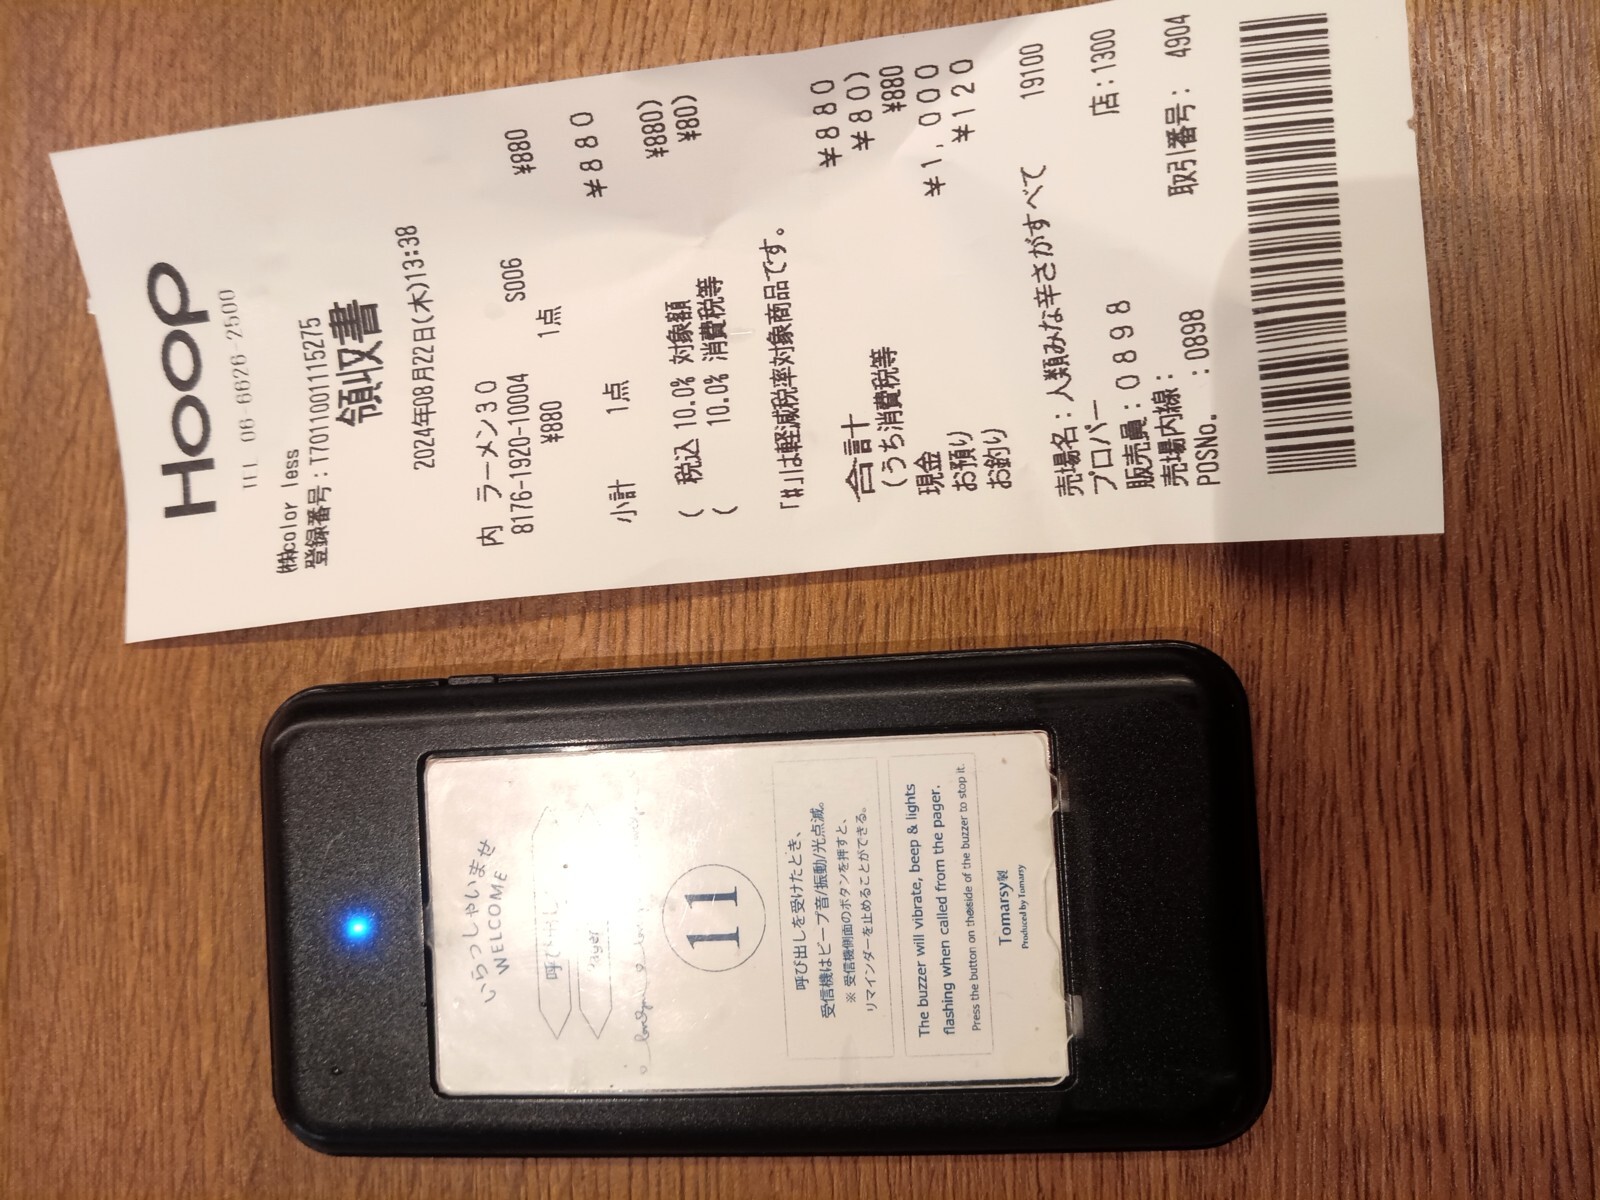 Hoop
TEL 06-6626-2500
㈱color less
登録番号:T7011001115275
領収書
2024年08月22日(木)13:38
内 ラーメン30 S006 ¥880
8176-1920-10004
¥880 1点 ¥880
小計 1点
( 税込 10.0% 対象額 ¥880)
( 10.0% 消費税等 ¥80)
「#」は軽減税率対象商品です。
合計 ¥880
(うち消費税等 ¥80)
現金 ¥880
お預り ¥1,000
お釣り ¥120
19100
売場名:人類みな辛さがすべて
プロパー
販売員:0898 店:1300
売場内線:
POSNo. :0898 取引番号: 4904
いらっしゃいませ
WELCOME
呼び出し
Pager
11
呼び出しを受けたとき、
受信機はビープ音/振動/光点滅。
※ 受信機側面のボタンを押すと、
リマインダーを止めることができる。
The buzzer will vibrate, beep & lights
flashing when called from the pager.
Press the button on theside of the buzzer to stop it.
Tomarsy製
Produced by Tomarsy